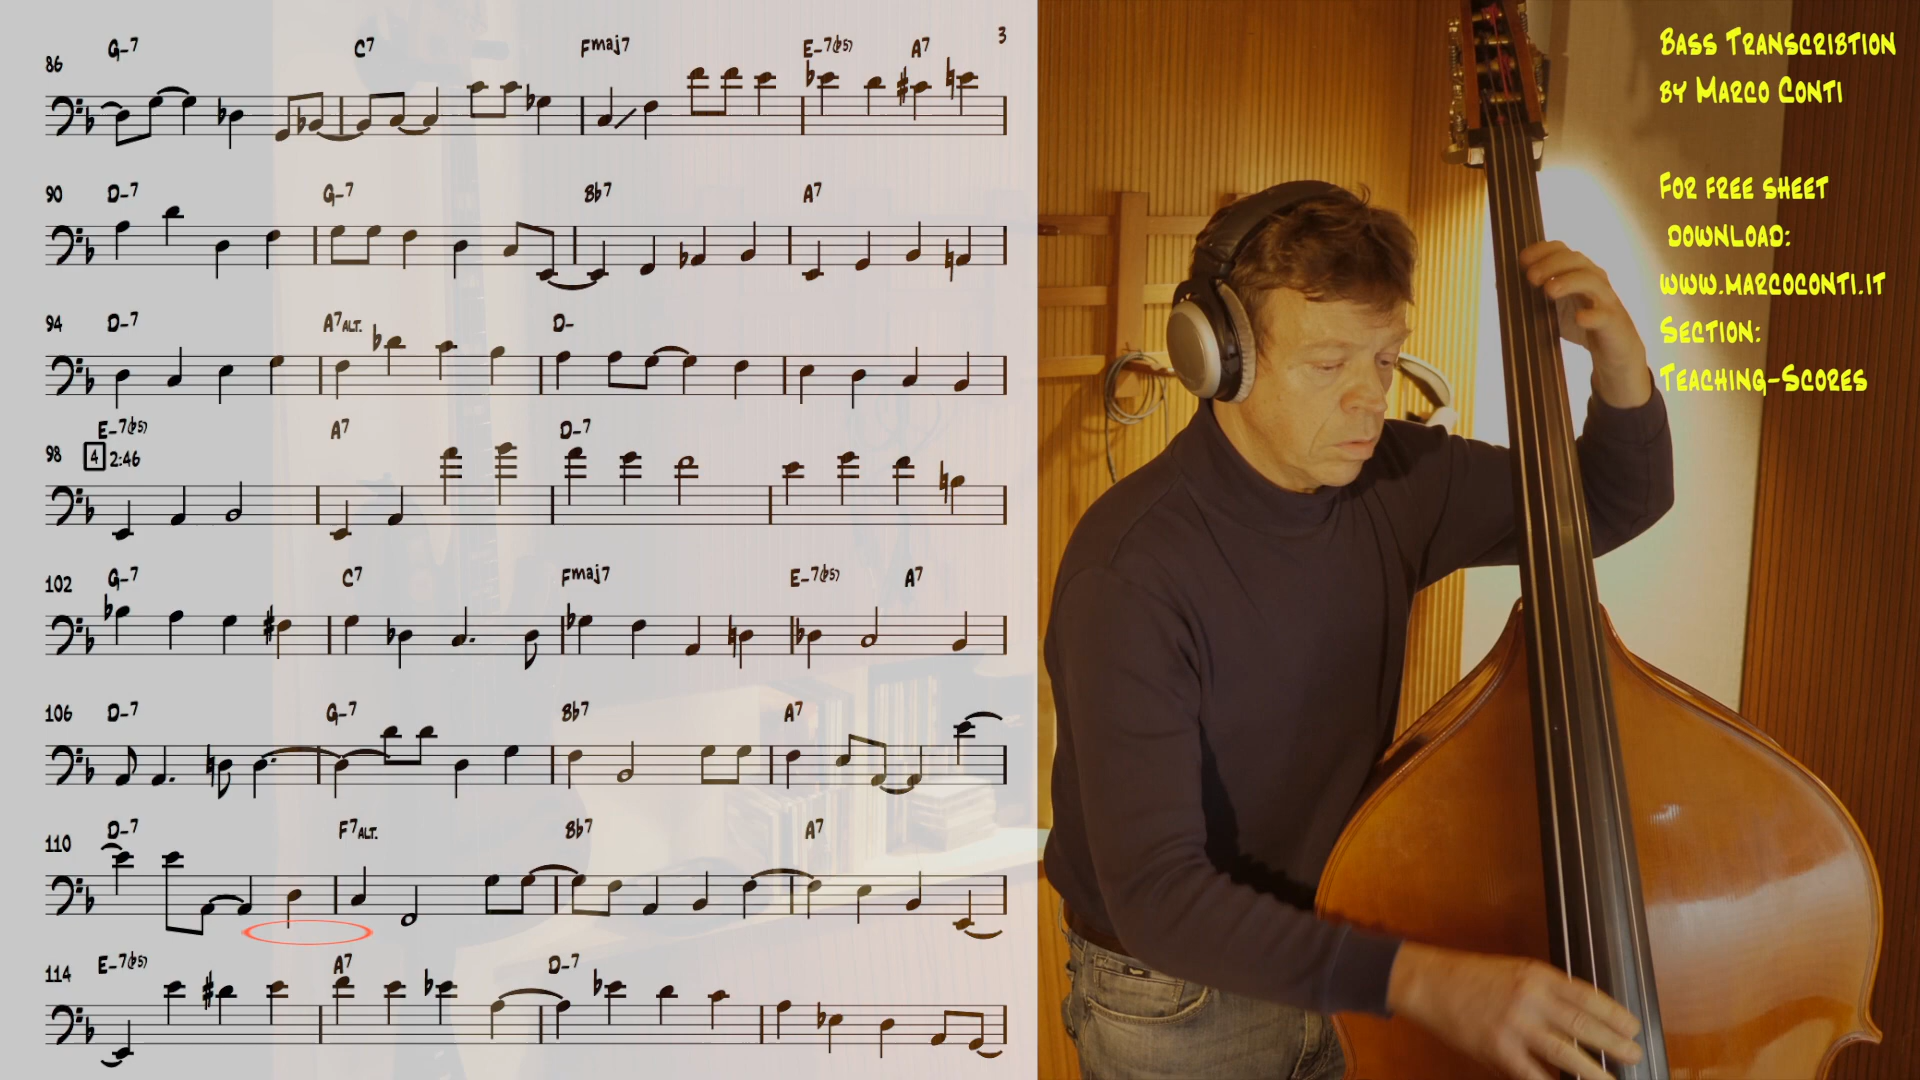 3
86 G-7 C7 Fmaj7 E-7(b5) A7
90 D-7 G-7 Bb7 A7
94 D-7 A7ALT. D-
98 E-7(b5) A7 D-7
4 2:46
102 G-7 C7 Fmaj7 E-7(b5) A7
106 D-7 G-7 Bb7 A7
110 D-7 F7ALT. Bb7 A7
114 E-7(b5) A7 D-7
BASS TRANSCRIBTION
BY MARCO CONTI
FOR FREE SHEET
DOWNLOAD:
WWW.MARCOCONTI.IT
SECTION:
TEACHING-SCORES